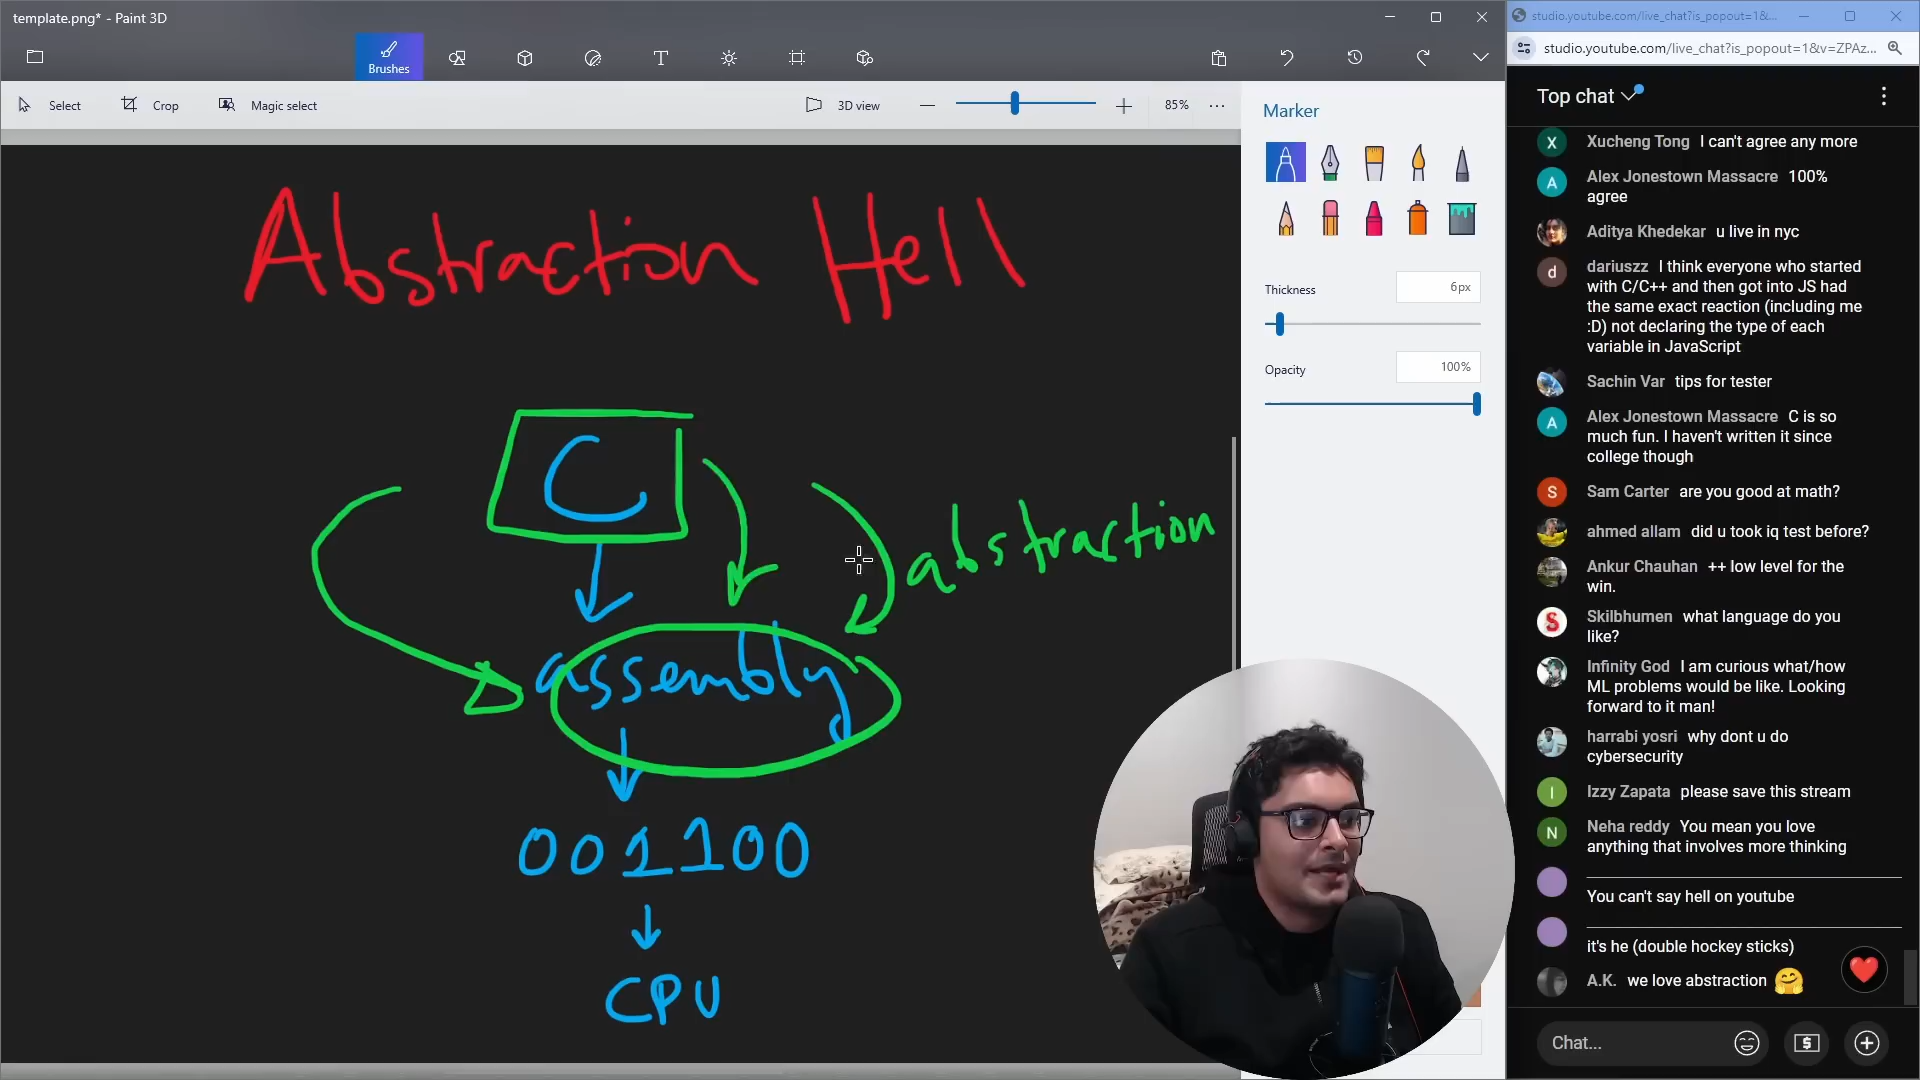 template.png* - Paint 3D
studio.youtube.com/live_chat?is_popout=1&...
Brushes
studio.youtube.com/live_chat?is_popout=1&v=ZPAz...
Select
Crop
Magic select
3D view
85%
Marker
Thickness
6px
Opacity
100%
Abstraction Hell
C
abstraction
assembly
001100
CPU
Top chat
X
Xucheng Tong I can't agree any more
A
Alex Jonestown Massacre 100%
agree
Aditya Khedekar u live in nyc
d
dariuszz I think everyone who started
with C/C++ and then got into JS had
the same exact reaction (including me
:D) not declaring the type of each
variable in JavaScript
Sachin Var tips for tester
A
Alex Jonestown Massacre C is so
much fun. I haven't written it since
college though
S
Sam Carter are you good at math?
ahmed allam did u took iq test before?
Ankur Chauhan ++ low level for the
win.
S
Skilbhumen what language do you
like?
Infinity God I am curious what/how
ML problems would be like. Looking
forward to it man!
harrabi yosri why dont u do
cybersecurity
I
Izzy Zapata please save this stream
N
Neha reddy You mean you love
anything that involves more thinking
You can't say hell on youtube
it's he (double hockey sticks)
A.K. we love abstraction 🤗
Chat...